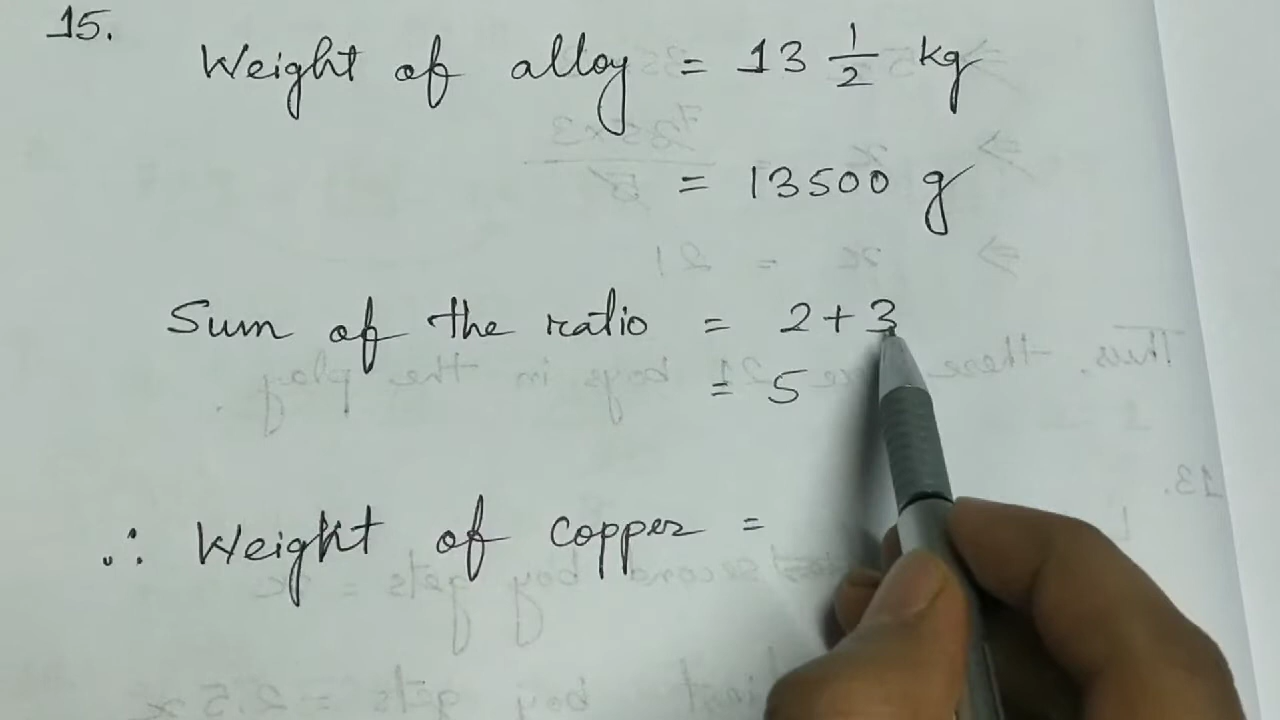 15.
Weight of alloy = 13 1/2 kg
= 13500 g
Sum of the ratio = 2+3
= 5
∴ Weight of copper =